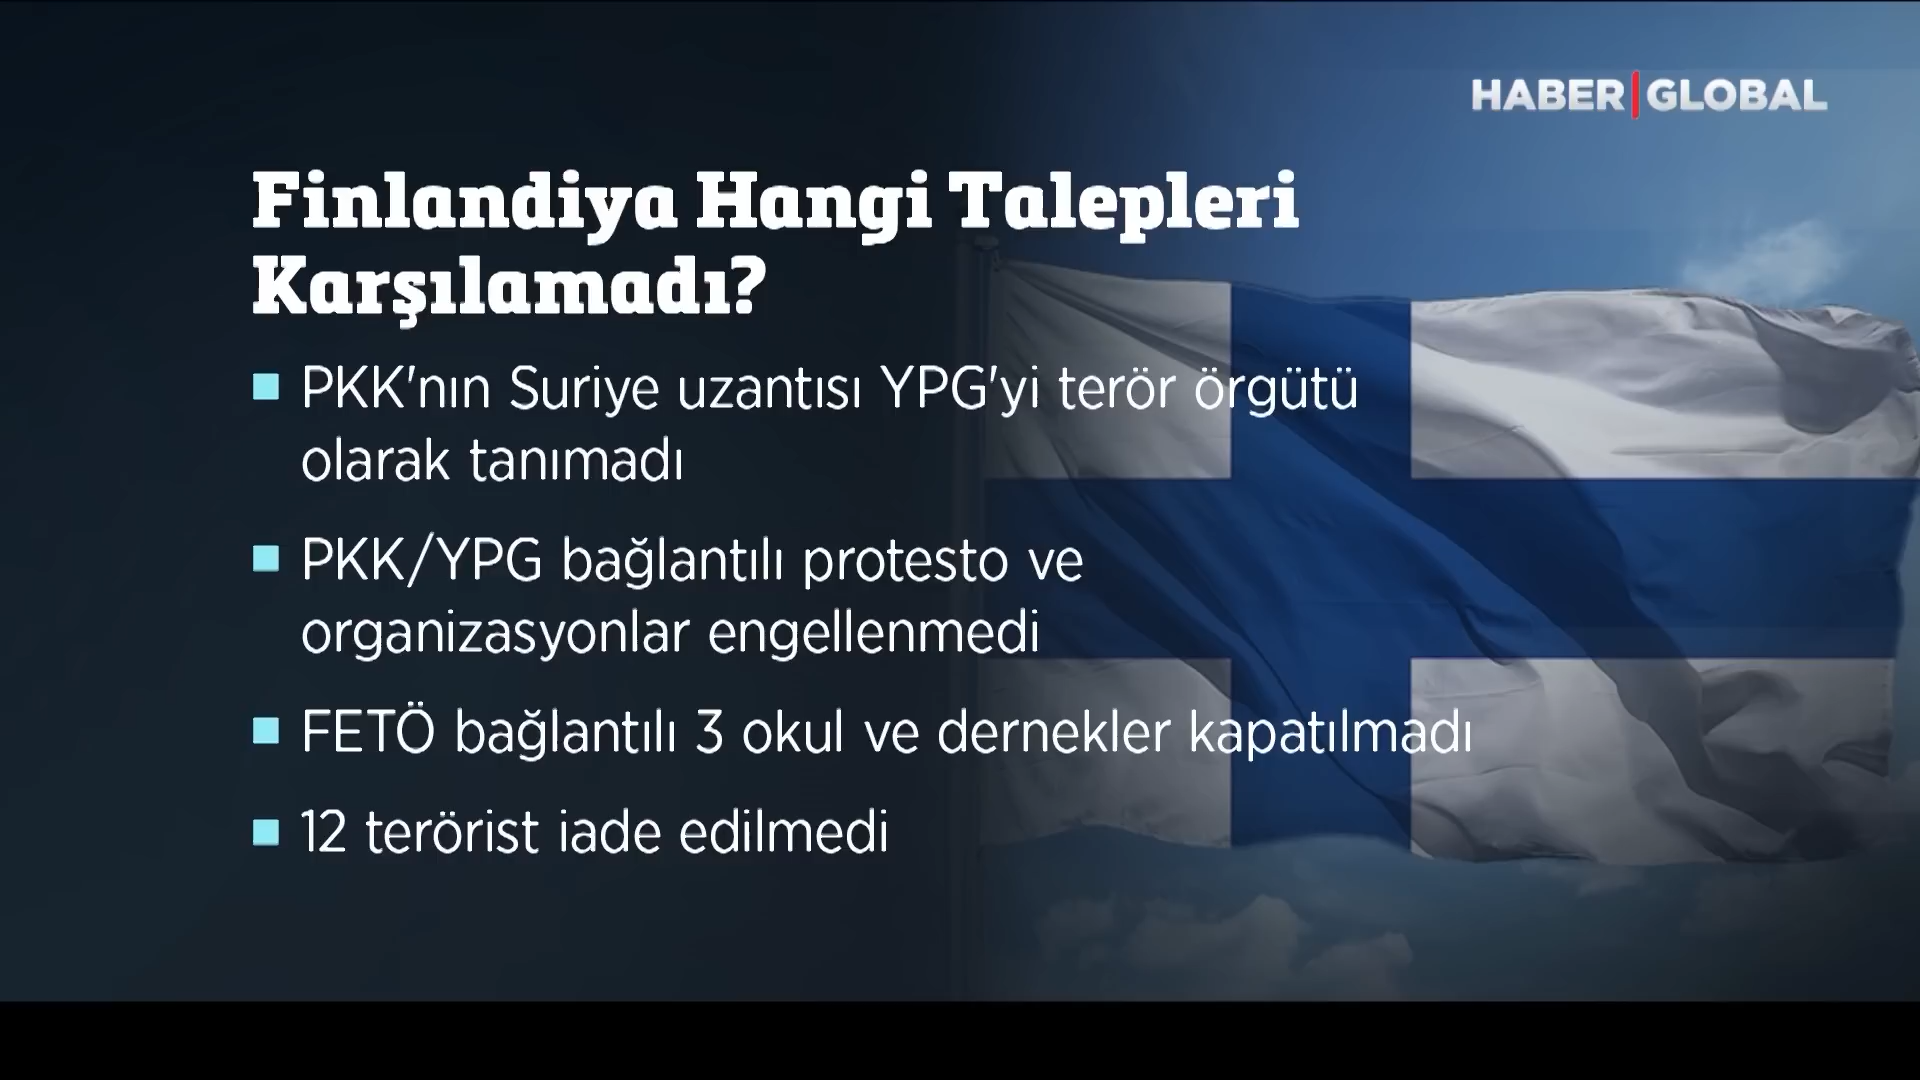 HABER|GLOBAL
Finlandiya Hangi Talepleri
Karşılamadı?
PKK'nın Suriye uzantısı YPG'yi terör örgütü
olarak tanımadı
PKK/YPG bağlantılı protesto ve
organizasyonlar engellenmedi
FETÖ bağlantılı 3 okul ve dernekler kapatılmadı
12 terörist iade edilmedi